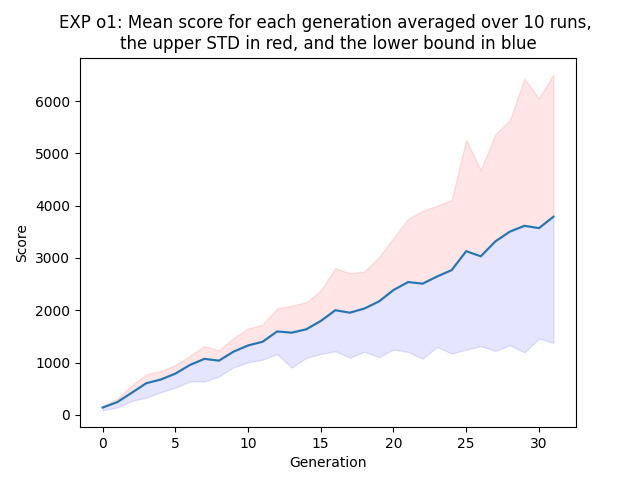 EXP o1: Mean score for each generation averaged over 10 runs,
the upper STD in red, and the lower bound in blue
6000
5000
4000
3000
2000
1000
0
Score
0 5 10 15 20 25 30
Generation